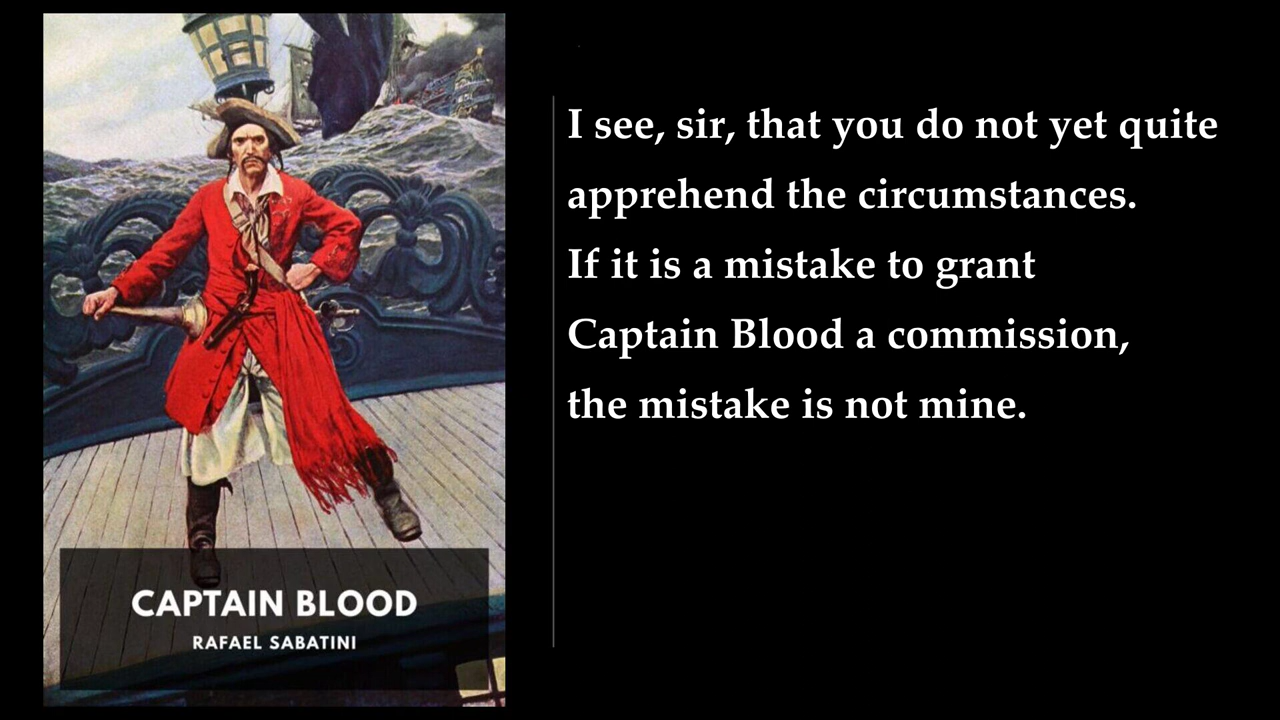 CAPTAIN BLOOD
RAFAEL SABATINI
I see, sir, that you do not yet quite
apprehend the circumstances.
If it is a mistake to grant
Captain Blood a commission,
the mistake is not mine.